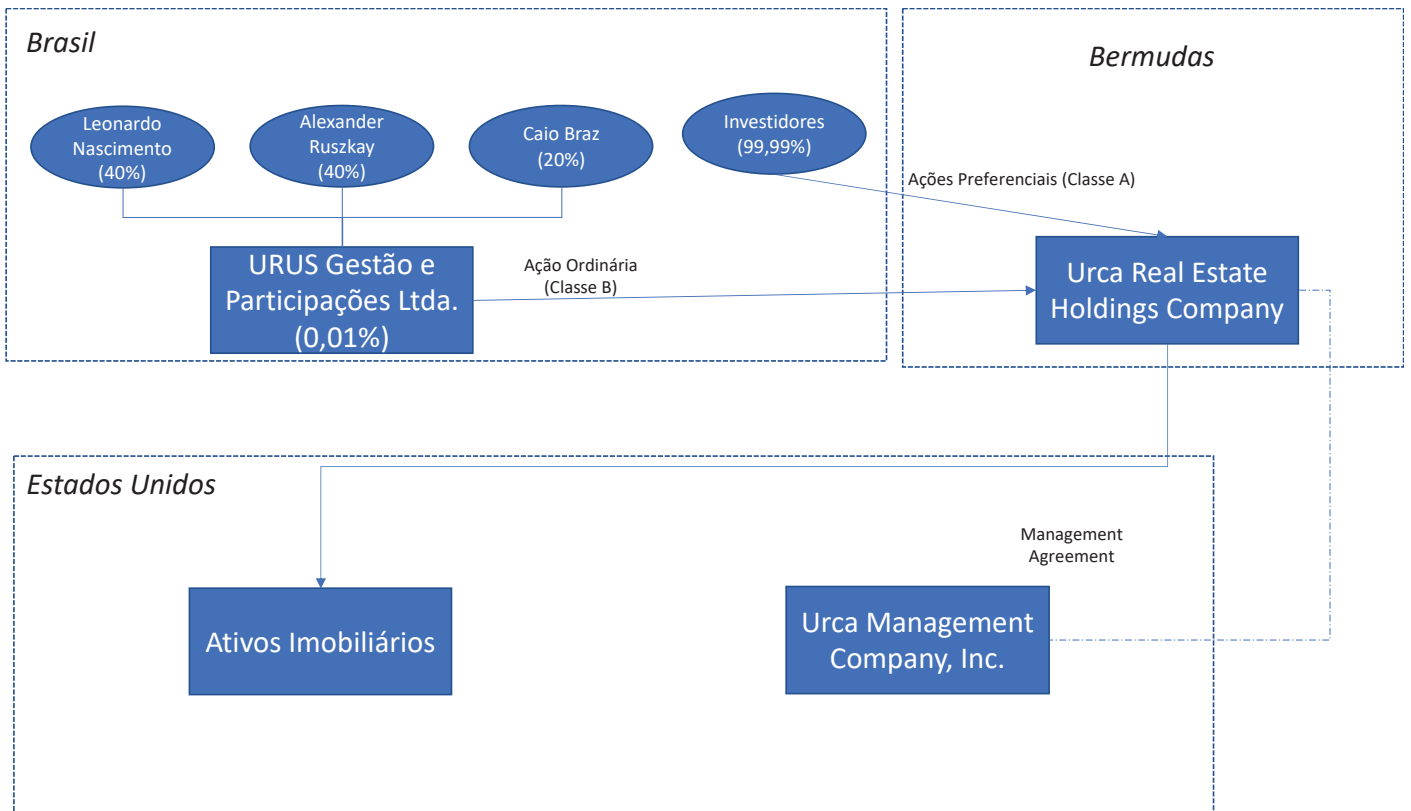 Brasil
Bermudas
Leonardo
Nascimento
(40%)
Alexander
Ruszkay
(40%)
Caio Braz
(20%)
Investidores
(99,99%)
Ações Preferenciais (Classe A)
URUS Gestão e
Participações Ltda.
(0,01%)
Ação Ordinária
(Classe B)
Urca Real Estate
Holdings Company
Estados Unidos
Management
Agreement
Ativos Imobiliários
Urca Management
Company, Inc.